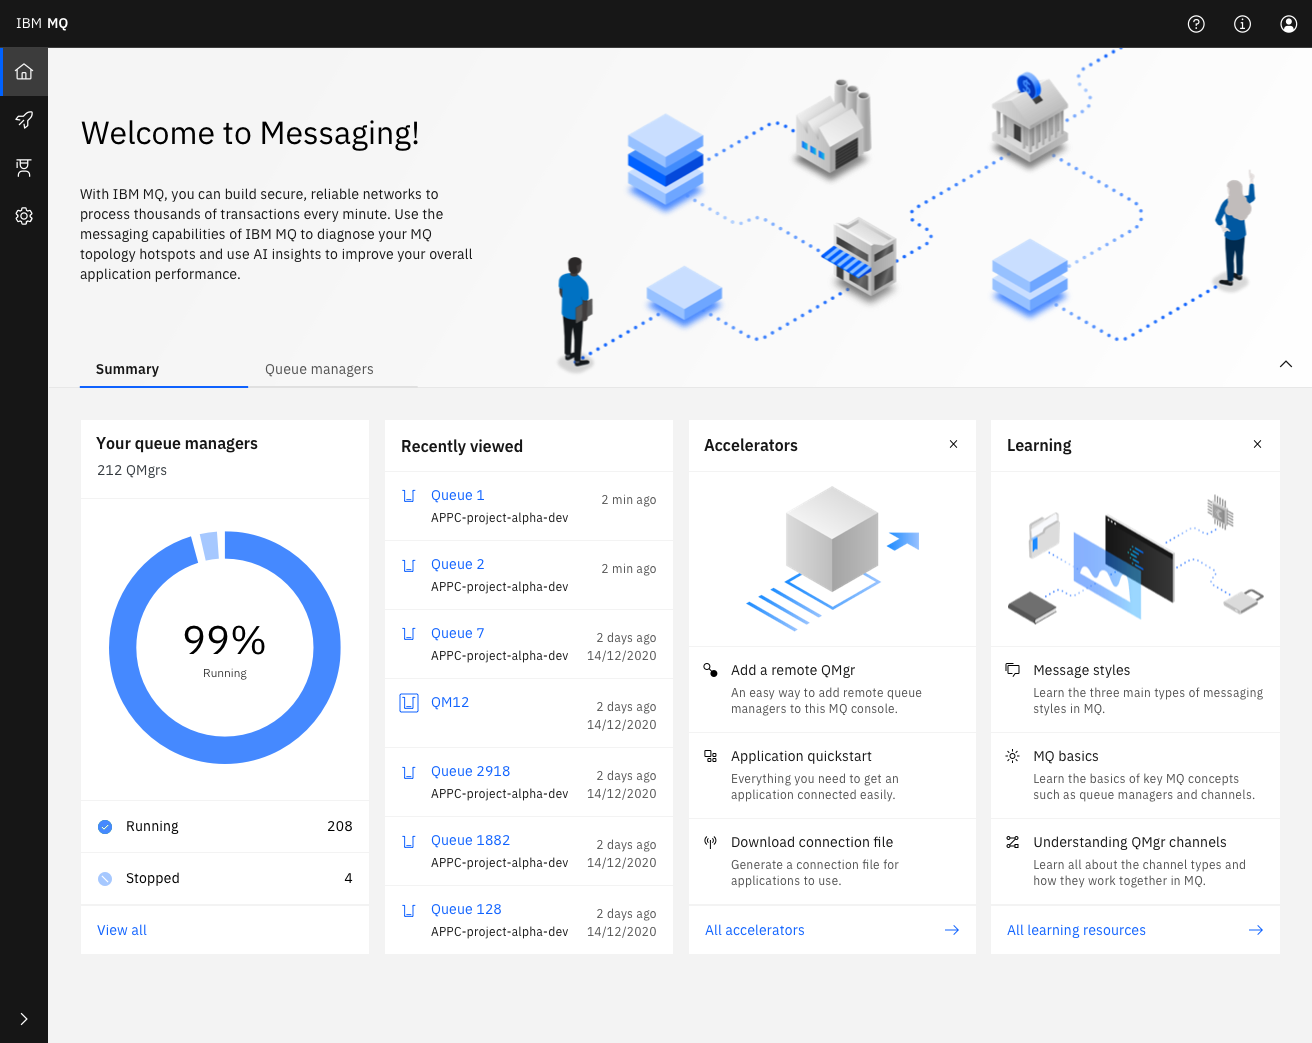 IBM MQ
Welcome to Messaging!
With IBM MQ, you can build secure, reliable networks to
process thousands of transactions every minute. Use the
messaging capabilities of IBM MQ to diagnose your MQ
topology hotspots and use AI insights to improve your overall
application performance.
Summary
Queue managers
Your queue managers
212 QMgrs
99%
Running
Running 208
Stopped 4
View all
Recently viewed
Queue 1
2 min ago
APPC-project-alpha-dev
Queue 2
2 min ago
APPC-project-alpha-dev
Queue 7
2 days ago
APPC-project-alpha-dev 14/12/2020
QM12
2 days ago
14/12/2020
Queue 2918
2 days ago
APPC-project-alpha-dev 14/12/2020
Queue 1882
2 days ago
APPC-project-alpha-dev 14/12/2020
Queue 128
2 days ago
APPC-project-alpha-dev 14/12/2020
Accelerators
Add a remote QMgr
An easy way to add remote queue
managers to this MQ console.
Application quickstart
Everything you need to get an
application connected easily.
Download connection file
Generate a connection file for
applications to use.
All accelerators
Learning
Message styles
Learn the three main types of messaging
styles in MQ.
MQ basics
Learn the basics of key MQ concepts
such as queue managers and channels.
Understanding QMgr channels
Learn all about the channel types and
how they work together in MQ.
All learning resources